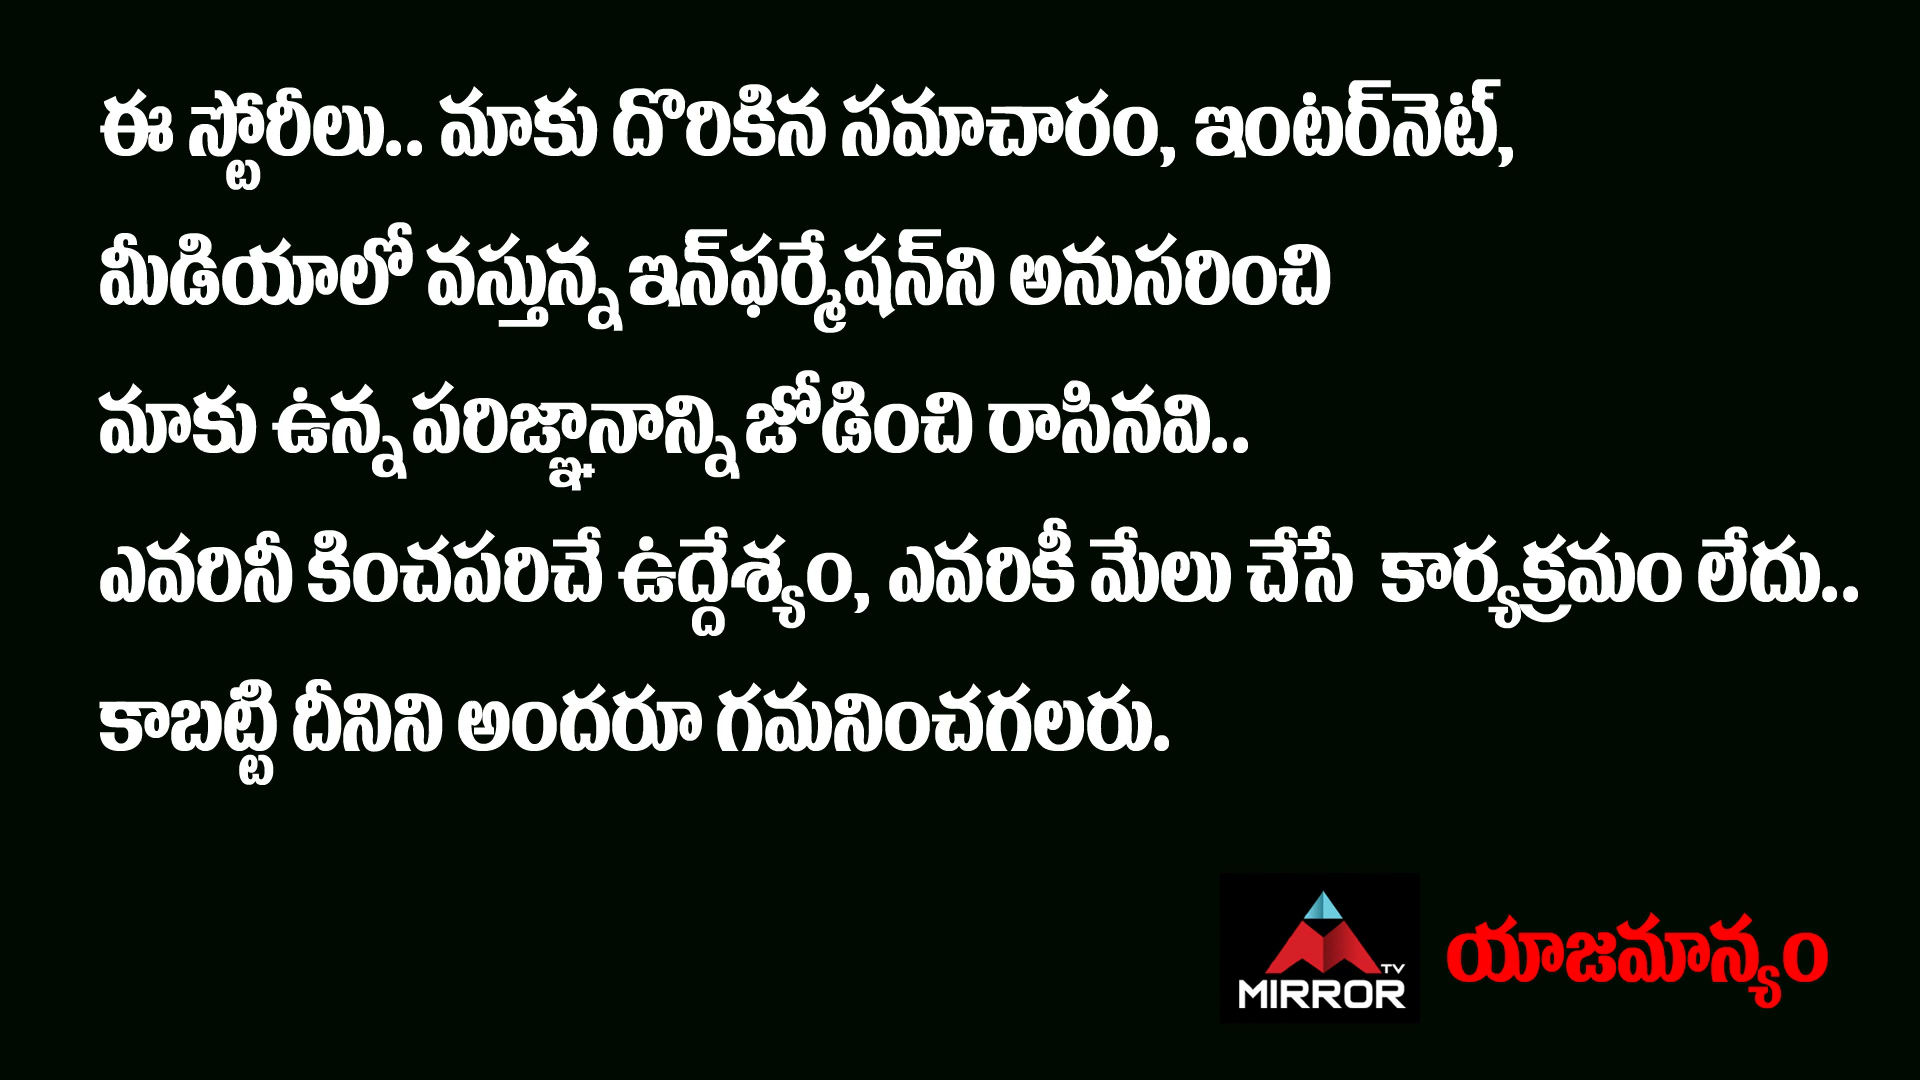 ఈ స్టోరీలు.. మాకు దొరికిన సమాచారం, ఇంటర్‌నెట్,
మీడియాలో వస్తున్న ఇన్‌ఫర్మేషన్‌ని అనుసరించి
మాకు ఉన్న పరిజ్ఞానాన్ని జోడించి రాసినవి..
ఎవరినీ కించపరిచే ఉద్దేశ్యం, ఎవరికీ మేలు చేసే కార్యక్రమం లేదు..
కాబట్టి దీనిని అందరూ గమనించగలరు.
TV
MIRROR
యాజమాన్యం